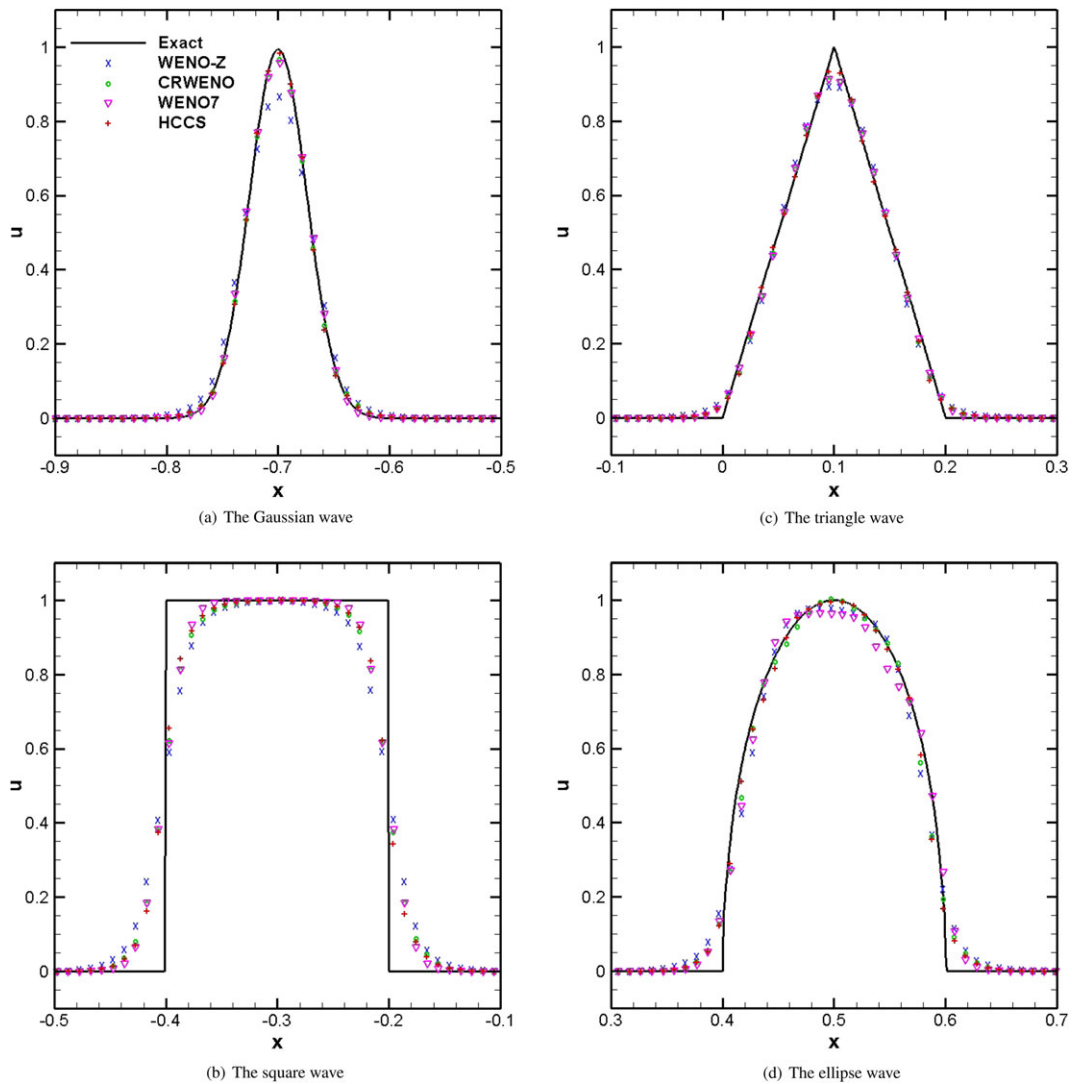 Exact
WENO-Z
CRWENO
WENO7
HCCS
u
1
0.8
0.6
0.4
0.2
0
-0.9 -0.8 -0.7 -0.6 -0.5
x
(a) The Gaussian wave
u
1
0.8
0.6
0.4
0.2
0
-0.1 0 0.1 0.2 0.3
x
(c) The triangle wave
u
1
0.8
0.6
0.4
0.2
0
-0.5 -0.4 -0.3 -0.2 -0.1
x
(b) The square wave
u
1
0.8
0.6
0.4
0.2
0
0.3 0.4 0.5 0.6 0.7
x
(d) The ellipse wave